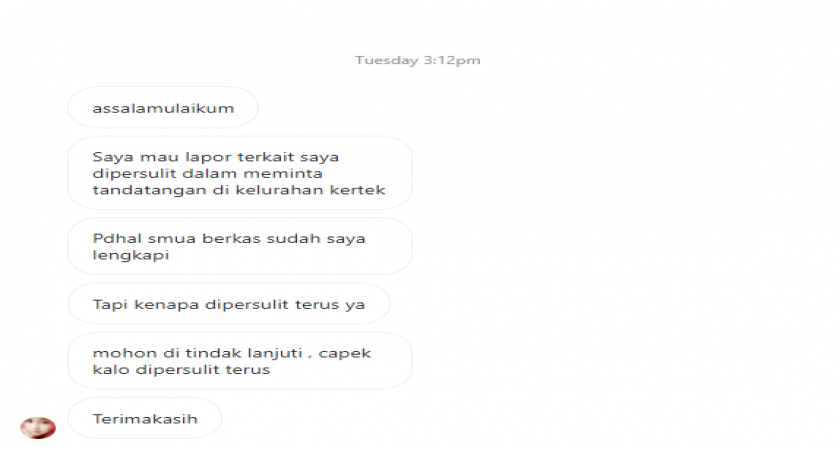 Tuesday 3:12pm
assalamulaikum
Saya mau lapor terkait saya
dipersulit dalam meminta
tandatangan di kelurahan kertek
Pdhal smua berkas sudah saya
lengkapi
Tapi kenapa dipersulit terus ya
mohon di tindak lanjuti , capek
kalo dipersulit terus
Terimakasih